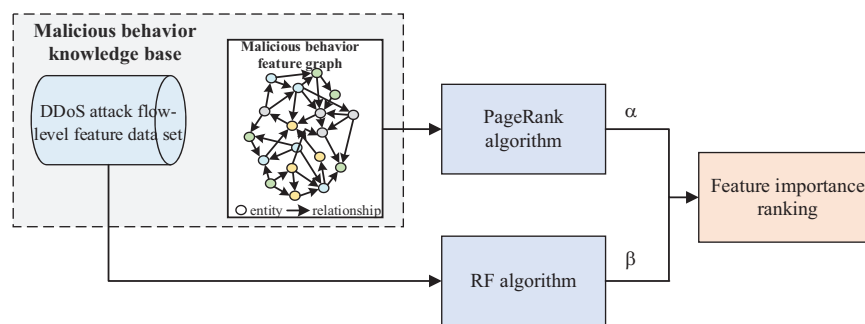 Malicious behavior
knowledge base
DDoS attack flow-
level feature data set
Malicious behavior
feature graph
entity
relationship
PageRank
algorithm
α
RF algorithm
β
Feature importance
ranking